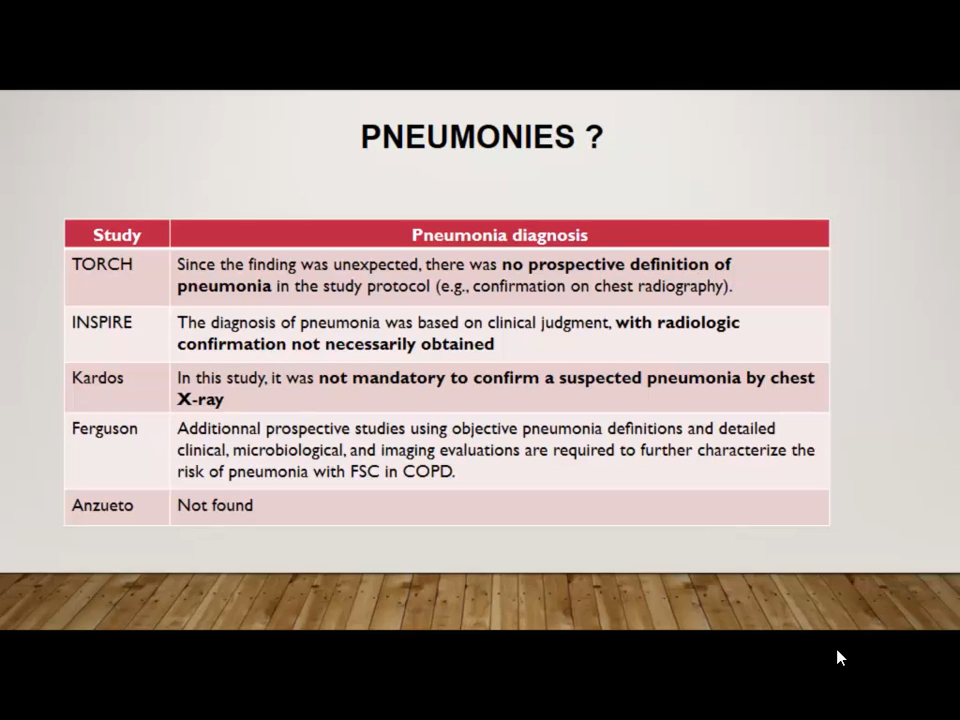 PNEUMONIES ?
Study
Pneumonia diagnosis
TORCH
Since the finding was unexpected, there was no prospective definition of
pneumonia in the study protocol (e.g., confirmation on chest radiography).
INSPIRE
The diagnosis of pneumonia was based on clinical judgment, with radiologic
confirmation not necessarily obtained
Kardos
In this study, it was not mandatory to confirm a suspected pneumonia by chest
X-ray
Ferguson
Additionnal prospective studies using objective pneumonia definitions and detailed
clinical, microbiological, and imaging evaluations are required to further characterize the
risk of pneumonia with FSC in COPD.
Anzueto
Not found